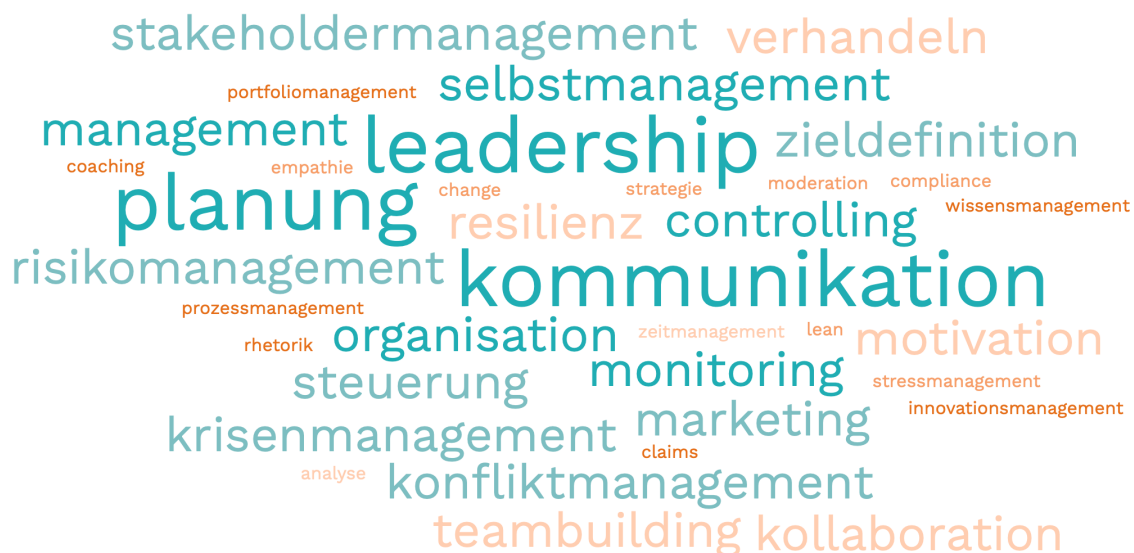 stakeholdermanagement verhandeln
portfoliomanagement selbstmanagement
management leadership zieldefinition
coaching empathie
planung change strategie moderation compliance
resilienz controlling wissensmanagement
risikomanagement kommunikation
prozessmanagement
rhetorik organisation zeitmanagement lean motivation
steuerung monitoring stressmanagement
krisenmanagement marketing innovationsmanagement
claims
analyse konfliktmanagement
teambuilding kollaboration